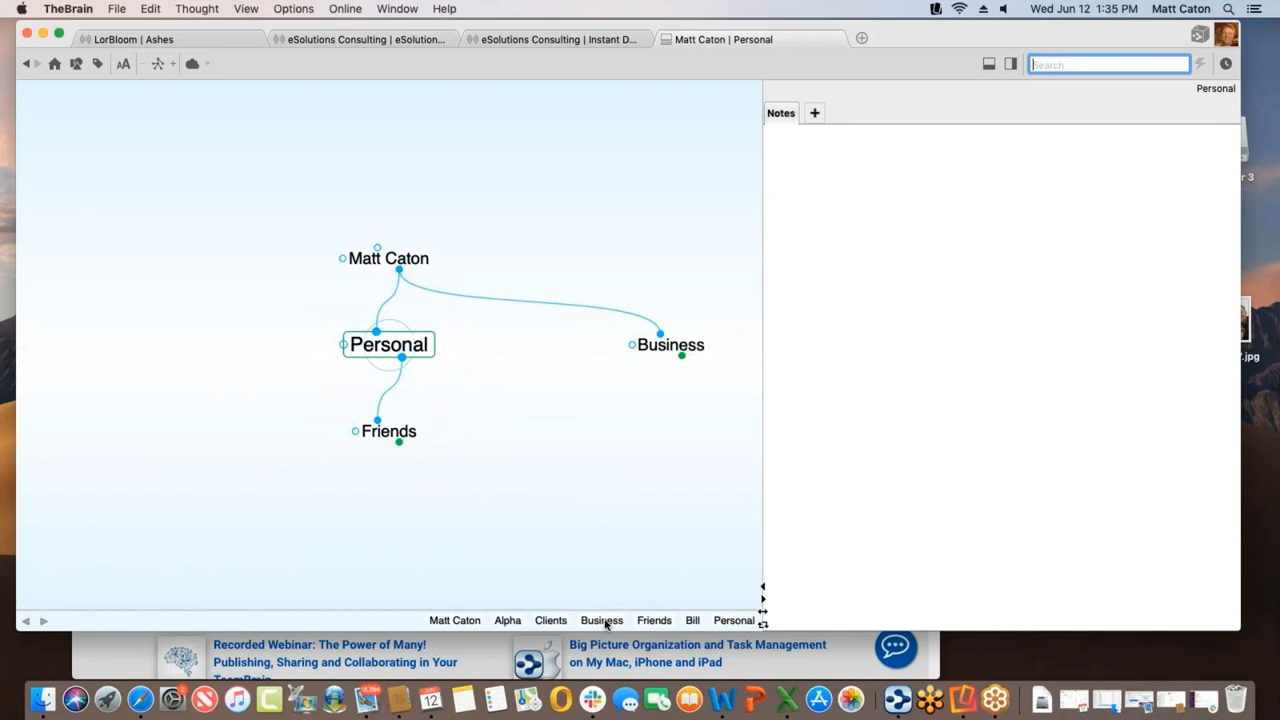 TheBrain File Edit Thought View Options Online Window Help Wed Jun 12 1:35 PM Matt Caton
LorBloom | Ashes
eSolutions Consulting | eSolution...
eSolutions Consulting | Instant D...
Matt Caton | Personal
AA
Search
Personal
Notes
Matt Caton
Personal
Business
Friends
Matt Caton Alpha Clients Business Friends Bill Personal
r 3
.jpg
Recorded Webinar: The Power of Many!
Publishing, Sharing and Collaborating in Your
Big Picture Organization and Task Management
on My Mac, iPhone and iPad